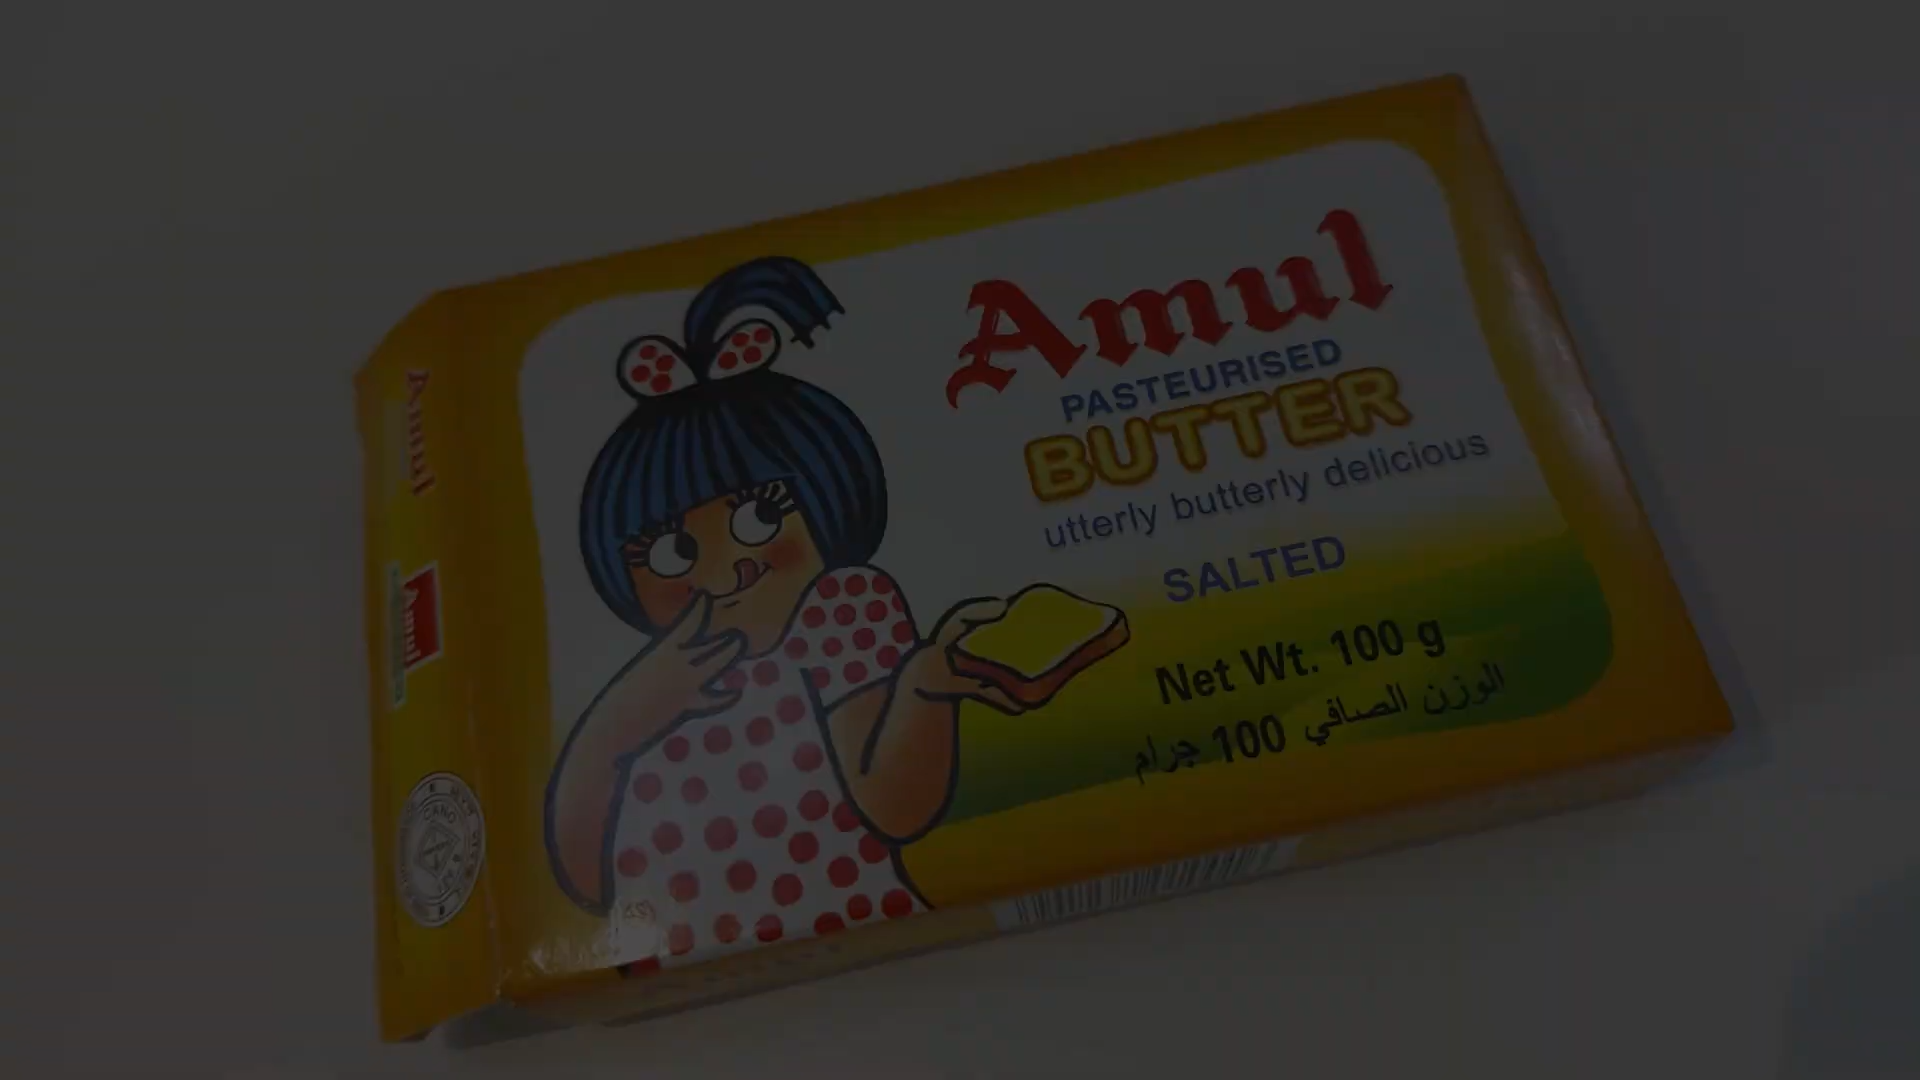 Amul
PASTEURISED
BUTTER
utterly butterly delicious
SALTED
Net Wt. 100 g
الوزن الصافي 100 جرام
Amul
Amul